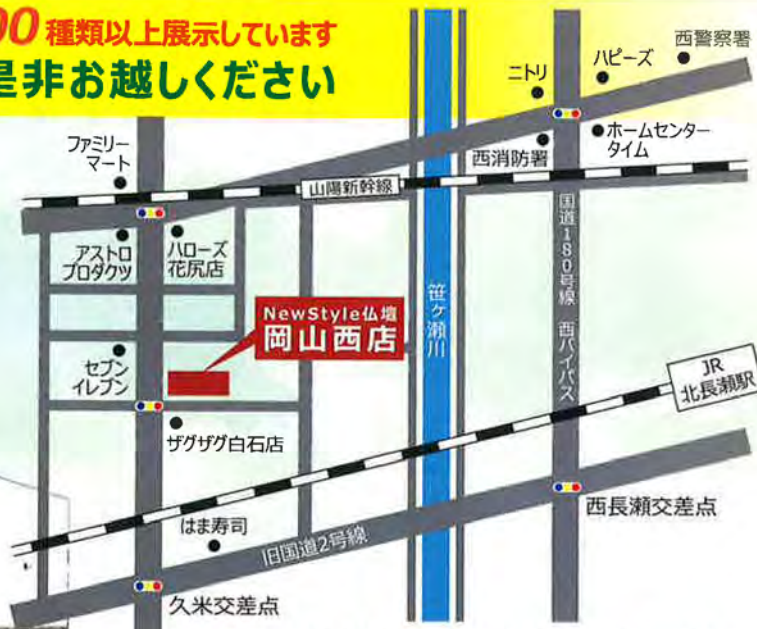 00 種類以上展示しています
是非お越しください
西警察署
ハピーズ
ニトリ
ファミリー
マート
西消防署
ホームセンター
タイム
山陽新幹線
アストロ
プロダクツ
ハローズ
花尻店
国道180号線 西バイパス
笹ヶ瀬川
NewStyle仏壇
岡山西店
セブン
イレブン
JR
北長瀬駅
ザグザグ白石店
西長瀬交差点
はま寿司
旧国道2号線
久米交差点